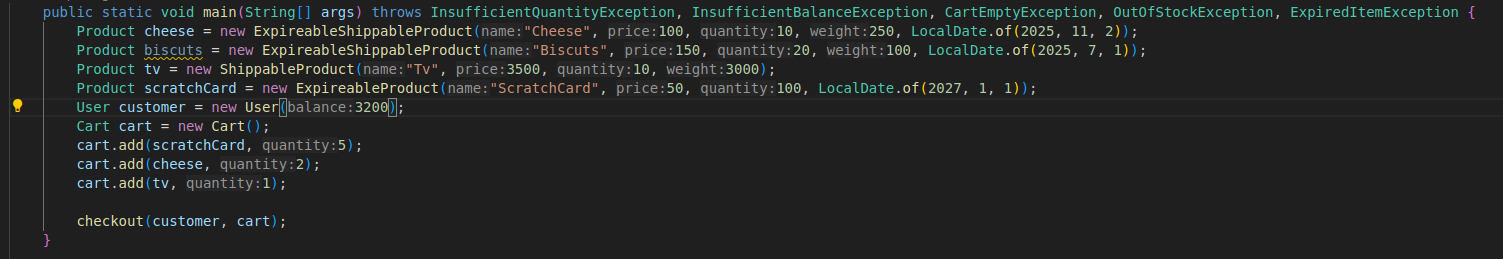 public static void main(String[] args) throws InsufficientQuantityException, InsufficientBalanceException, CartEmptyException, OutOfStockException, ExpiredItemException {
Product cheese = new ExpireableShippableProduct(name:"Cheese", price:100, quantity:10, weight:250, LocalDate.of(2025, 11, 2));
Product biscuts = new ExpireableShippableProduct(name:"Biscuts", price:150, quantity:20, weight:100, LocalDate.of(2025, 7, 1));
Product tv = new ShippableProduct(name:"Tv", price:3500, quantity:10, weight:3000);
Product scratchCard = new ExpireableProduct(name:"ScratchCard", price:50, quantity:100, LocalDate.of(2027, 1, 1));
User customer = new User(balance:3200);
Cart cart = new Cart();
cart.add(scratchCard, quantity:5);
cart.add(cheese, quantity:2);
cart.add(tv, quantity:1);
checkout(customer, cart);
}